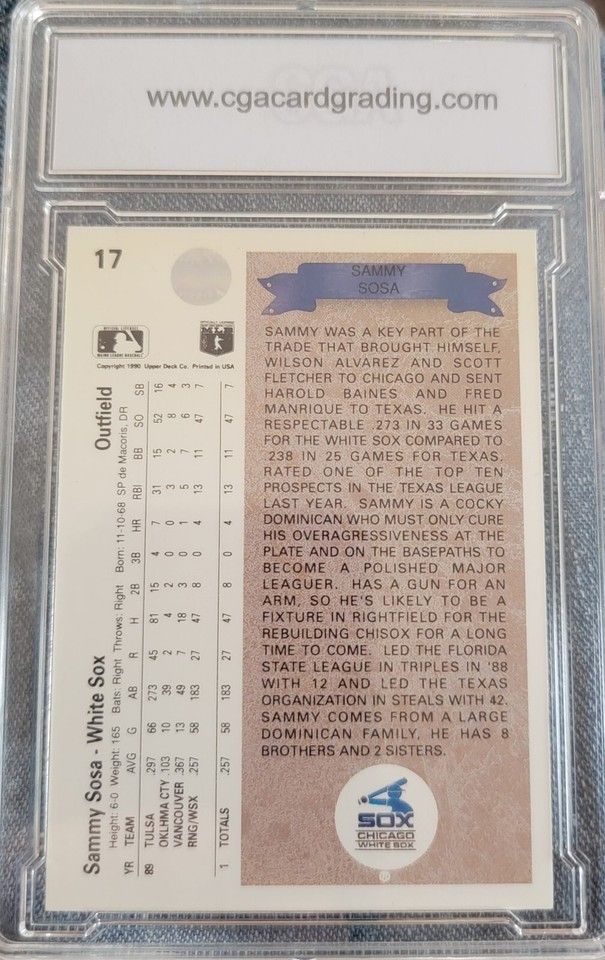 www.cgacardgrading.com
17
OFFICIAL LICENSEE
MAJOR LEAGUE BASEBALL
OFFICIALLY LICENSED
MLB
Copyright 1990 Upper Deck Co. Printed in USA
Sammy Sosa - White Sox Outfield
Height: 6-0 Weight: 165 Bats: Right Throws: Right Born: 11-10-68 SP de Macoris, DR
YR TEAM AVG G AB R H 2B 3B HR RBI BB SO SB
89 TULSA .297 66 273 45 81 15 4 7 31 15 52 16
OKLHMA CTY .103 10 39 2 4 2 0 0 3 2 8 4
VANCOUVER .367 13 49 7 18 3 0 1 5 7 6 3
RNG/WSX .257 58 183 27 47 8 0 4 13 11 47 7
1 TOTALS .257 58 183 27 47 8 0 4 13 11 47 7
SAMMY
SOSA
SAMMY WAS A KEY PART OF THE
TRADE THAT BROUGHT HIMSELF,
WILSON ALVAREZ AND SCOTT
FLETCHER TO CHICAGO AND SENT
HAROLD BAINES AND FRED
MANRIQUE TO TEXAS. HE HIT A
RESPECTABLE .273 IN 33 GAMES
FOR THE WHITE SOX COMPARED TO
.238 IN 25 GAMES FOR TEXAS.
RATED ONE OF THE TOP TEN
PROSPECTS IN THE TEXAS LEAGUE
LAST YEAR. SAMMY IS A COCKY
DOMINICAN WHO MUST ONLY CURE
HIS OVERAGRESSIVENESS AT THE
PLATE AND ON THE BASEPATHS TO
BECOME A POLISHED MAJOR
LEAGUER. HAS A GUN FOR AN
ARM, SO HE'S LIKELY TO BE A
FIXTURE IN RIGHTFIELD FOR THE
REBUILDING CHISOX FOR A LONG
TIME TO COME. LED THE FLORIDA
STATE LEAGUE IN TRIPLES IN '88
WITH 12 AND LED THE TEXAS
ORGANIZATION IN STEALS WITH 42.
SAMMY COMES FROM A LARGE
DOMINICAN FAMILY, HE HAS 8
BROTHERS AND 2 SISTERS.
SOX
CHICAGO
WHITE SOX
®